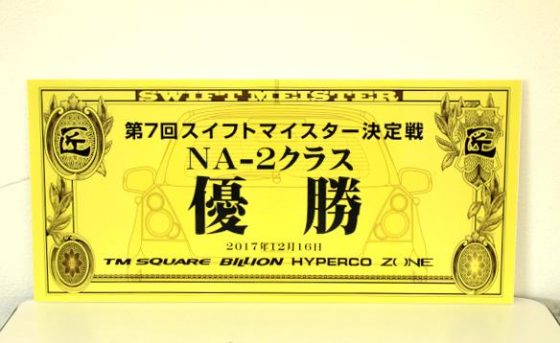 SWIFT MEISTER
匠 匠
第7回スイフトマイスター決定戦
NA-2クラス
優勝
2017年12月16日
TM SQUARE BILLION HYPERCO ZONE